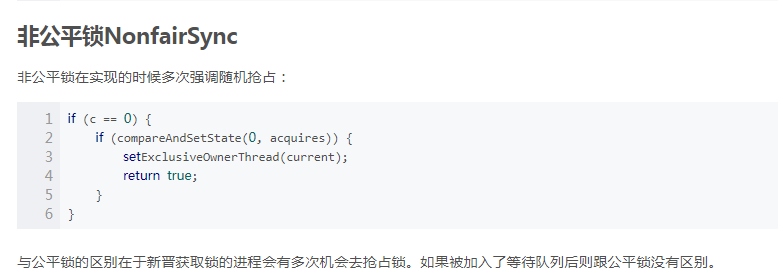 非公平锁NonfairSync
非公平锁在实现的时候多次强调随机抢占：
1 if (c == 0) {
2     if (compareAndSetState(0, acquires)) {
3         setExclusiveOwnerThread(current);
4         return true;
5     }
6 }
与公平锁的区别在于新晋获取锁的进程会有多次机会去抢占锁。如果被加入了等待队列后则跟公平锁没有区别。